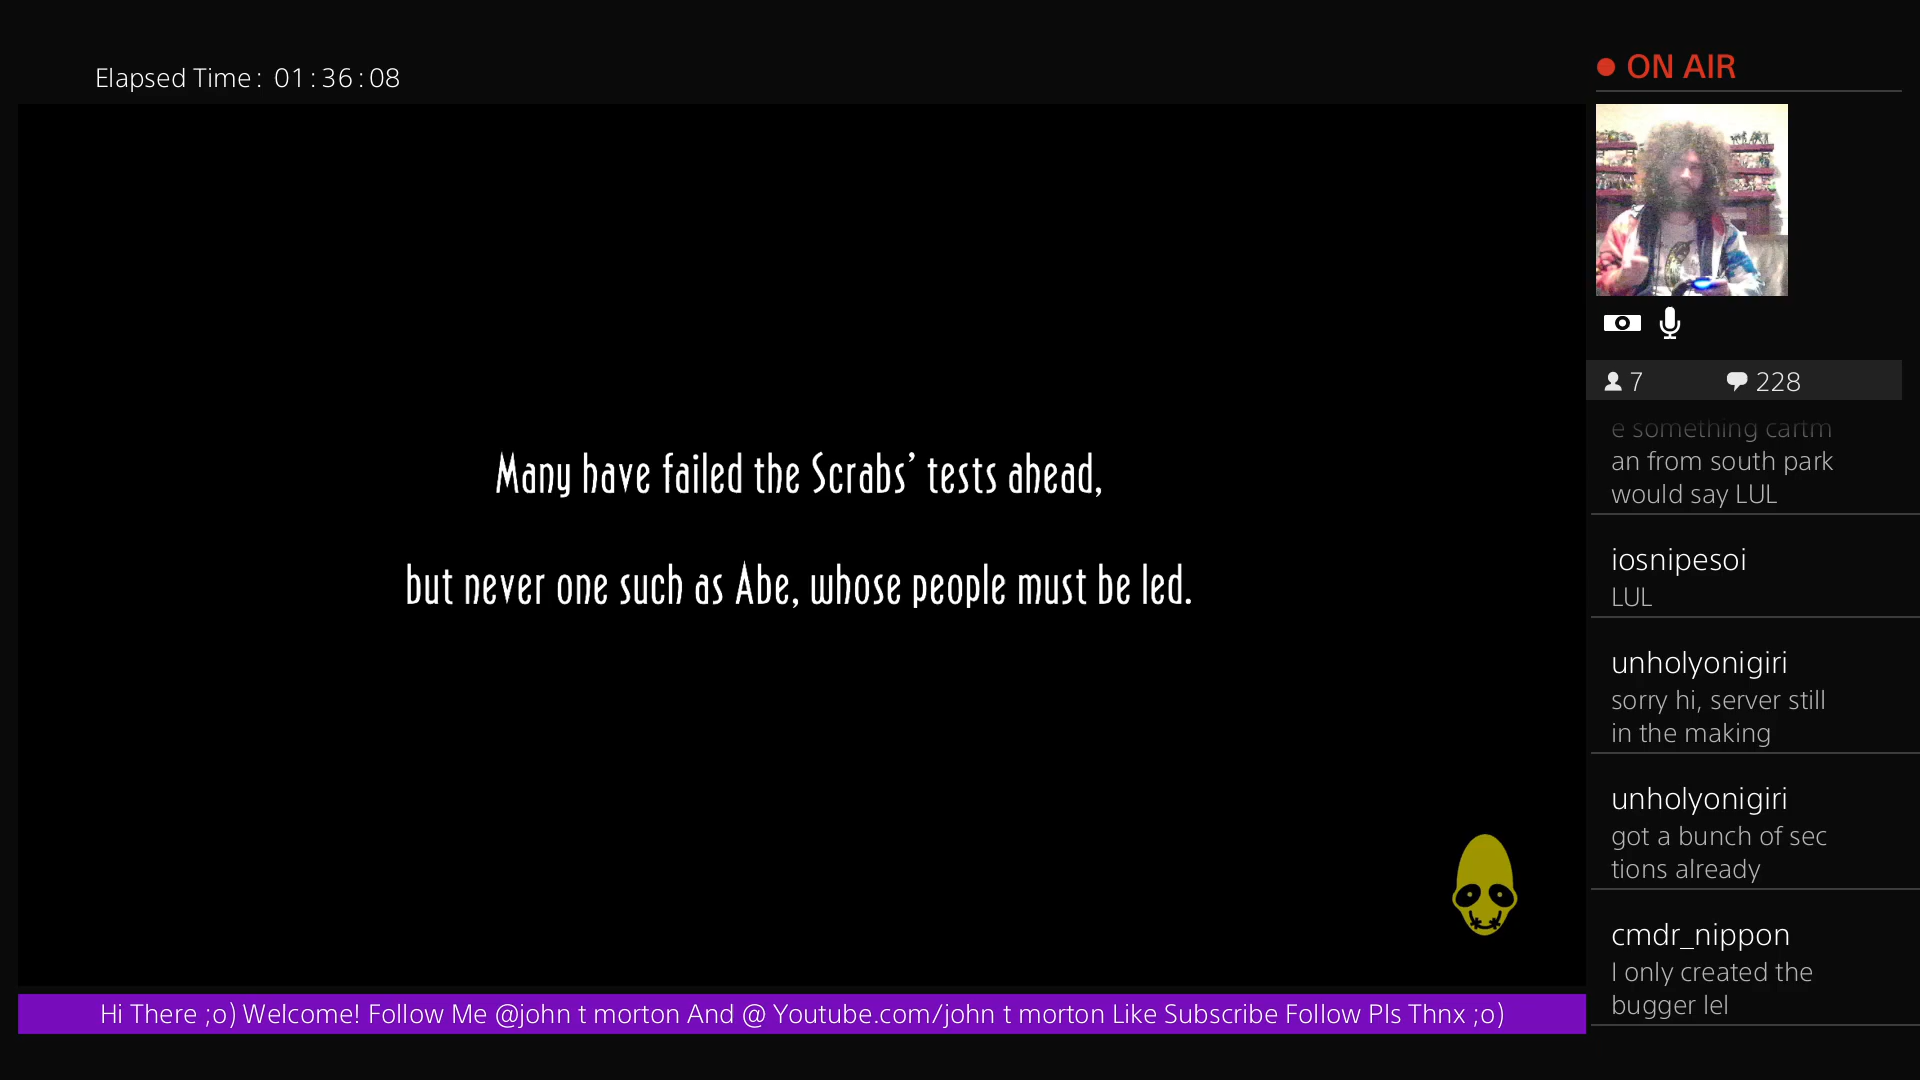 Elapsed Time: 01:36:08
ON AIR
7
228
Many have failed the Scrabs' tests ahead,
but never one such as Abe, whose people must be led.
e something cartm
an from south park
would say LUL
iosnipesoi
LUL
unholyonigiri
sorry hi, server still
in the making
unholyonigiri
got a bunch of sec
tions already
cmdr_nippon
I only created the
bugger lel
Hi There ;o) Welcome! Follow Me @john t morton And @ Youtube.com/john t morton Like Subscribe Follow Pls Thnx ;o)